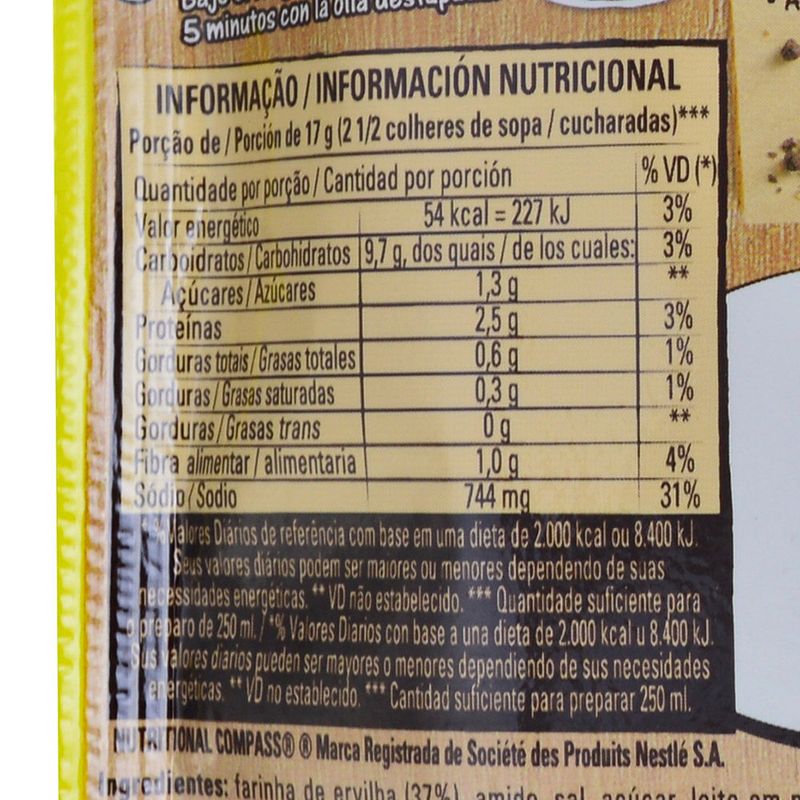 5 minutos con la olla
INFORMAÇÃO / INFORMACIÓN NUTRICIONAL
Porção de / Porción de 17 g (2 1/2 colheres de sopa / cucharadas)***
Quantidade por porção / Cantidad por porción % VD (*)
Valor energético 54 kcal = 227 kJ 3%
Carboidratos / Carbohidratos 9,7 g, dos quais / de los cuales: 3%
Açúcares / Azúcares 1,3 g **
Proteínas 2,5 g 3%
Gorduras totais / Grasas totales 0,6 g 1%
Gorduras / Grasas saturadas 0,3 g 1%
Gorduras / Grasas trans 0 g **
Fibra alimentar / alimentaria 1,0 g 4%
Sódio / Sodio 744 mg 31%
* % Valores Diários de referência com base em uma dieta de 2.000 kcal ou 8.400 kJ.
Seus valores diários podem ser maiores ou menores dependendo de suas
necessidades energéticas. ** VD não estabelecido. *** Quantidade suficiente para
o preparo de 250 ml. / *% Valores Diarios con base a una dieta de 2.000 kcal u 8.400 kJ.
Sus valores diarios pueden ser mayores o menores dependiendo de sus necesidades
energéticas. ** VD no establecido. *** Cantidad suficiente para preparar 250 ml.
NUTRITIONAL COMPASS® ® Marca Registrada de Société des Produits Nestlé S.A.
Ingredientes: farinha de ervilha (37%), amido, sal, açúcar, leite em